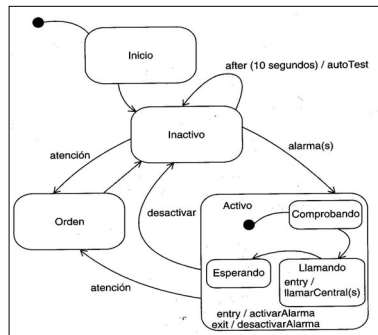 Inicio
after (10 segundos) / autoTest
Inactivo
atención
alarma(s)
Activo
Comprobando
desactivar
Orden
Esperando
Llamando
entry /
llamarCentral(s)
atención
entry / activarAlarma
exit / desactivarAlarma